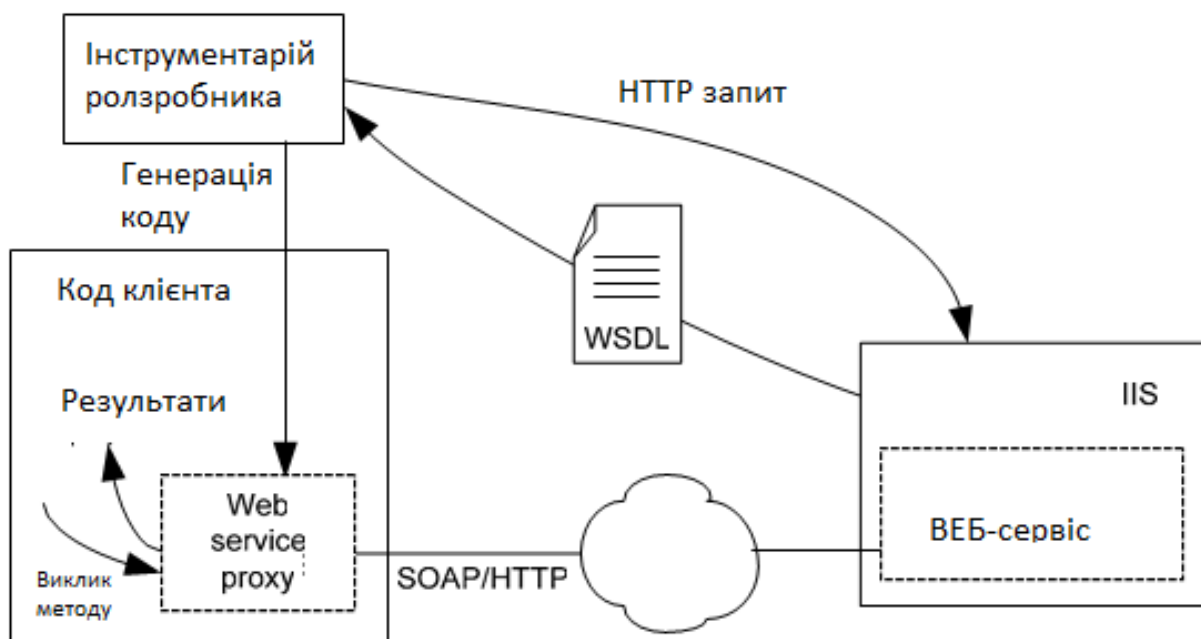 Інструментарій
ролзробника
HTTP запит
Генерація
коду
WSDL
Код клієнта
IIS
Результати
Web
service
proxy
ВЕБ-сервіс
SOAP/HTTP
Виклик
методу